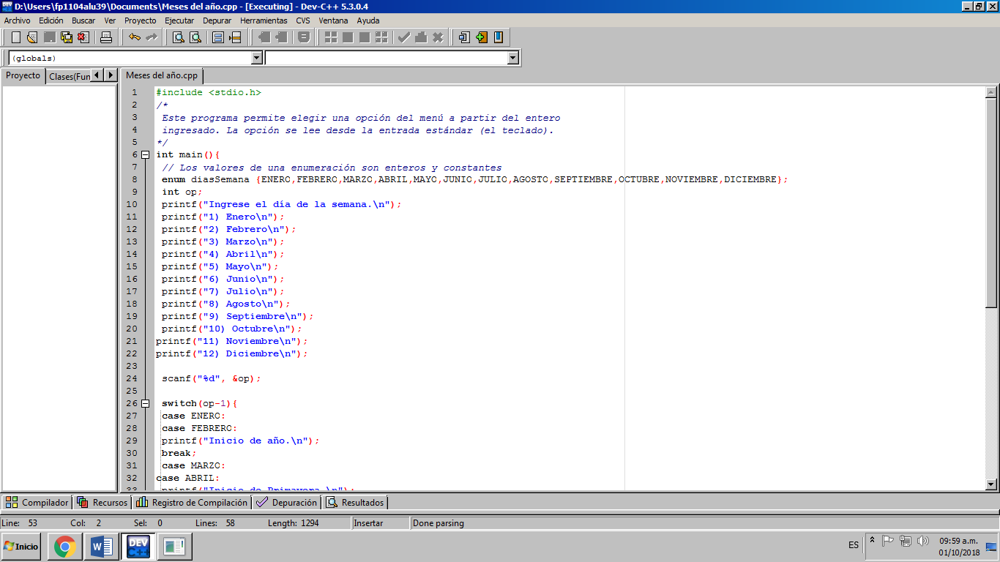 D:\Users\fp1104alu39\Documents\Meses del año.cpp - [Executing] - Dev-C++ 5.3.0.4
Archivo Edición Buscar Ver Proyecto Ejecutar Depurar Herramientas CVS Ventana Ayuda
(globals)
Proyecto Clases(Fun Meses del año.cpp
1 #include <stdio.h>
2 /*
3 Este programa permite elegir una opción del menú a partir del entero
4 ingresado. La opción se lee desde la entrada estándar (el teclado).
5 */
6 int main(){
7 // Los valores de una enumeración son enteros y constantes
8 enum diasSemana {ENERO,FEBRERO,MARZO,ABRIL,MAYO,JUNIO,JULIO,AGOSTO,SEPTIEMBRE,OCTUBRE,NOVIEMBRE,DICIEMBRE};
9 int op;
10 printf("Ingrese el día de la semana.\n");
11 printf("1) Enero\n");
12 printf("2) Febrero\n");
13 printf("3) Marzo\n");
14 printf("4) Abril\n");
15 printf("5) Mayo\n");
16 printf("6) Junio\n");
17 printf("7) Julio\n");
18 printf("8) Agosto\n");
19 printf("9) Septiembre\n");
20 printf("10) Octubre\n");
21 printf("11) Noviembre\n");
22 printf("12) Diciembre\n");
23
24 scanf("%d", &op);
25
26 switch(op-1){
27 case ENERO:
28 case FEBRERO:
29 printf("Inicio de año.\n");
30 break;
31 case MARZO:
32 case ABRIL:
33 printf("Inicio de Primavera.\n");
Compilador Recursos Registro de Compilación Depuración Resultados
Line: 53 Col: 2 Sel: 0 Lines: 58 Length: 1294 Insertar Done parsing
Inicio W DEV C++ ES 09:59 a.m.
01/10/2018